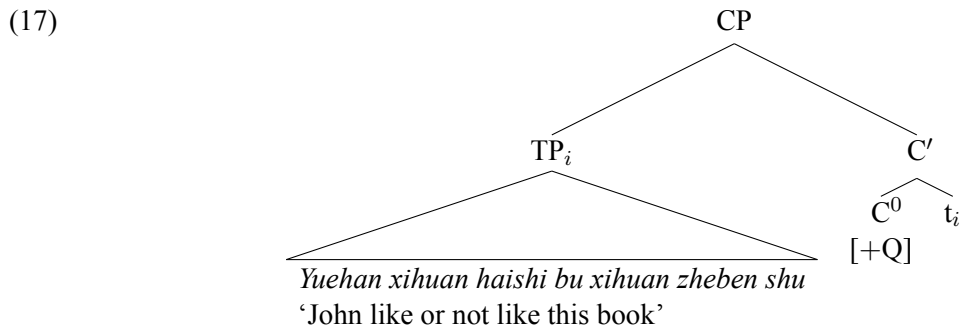 (17)
CP
TPᵢ C′
C⁰ tᵢ
[+Q]
Yuehan xihuan haishi bu xihuan zheben shu
‘John like or not like this book’